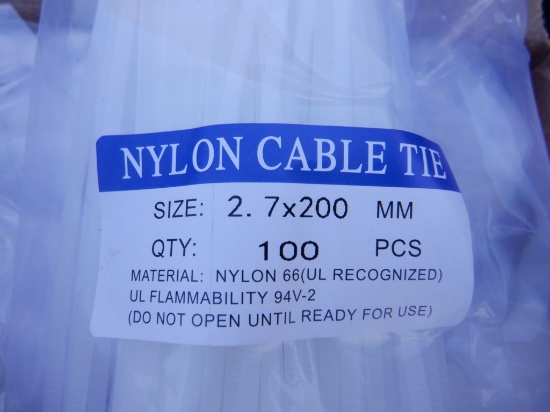 NYLON CABLE TIE
SIZE: 2.7x200 MM
QTY: 100 PCS
MATERIAL: NYLON 66(UL RECOGNIZED)
UL FLAMMABILITY 94V-2
(DO NOT OPEN UNTIL READY FOR USE)